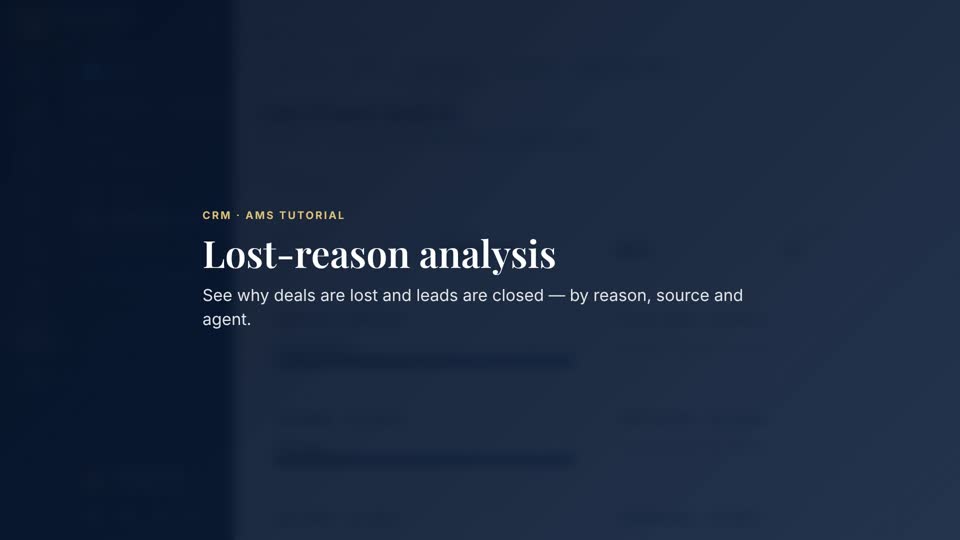 CRM · AMS TUTORIAL
Lost-reason analysis
See why deals are lost and leads are closed — by reason, source and
agent.